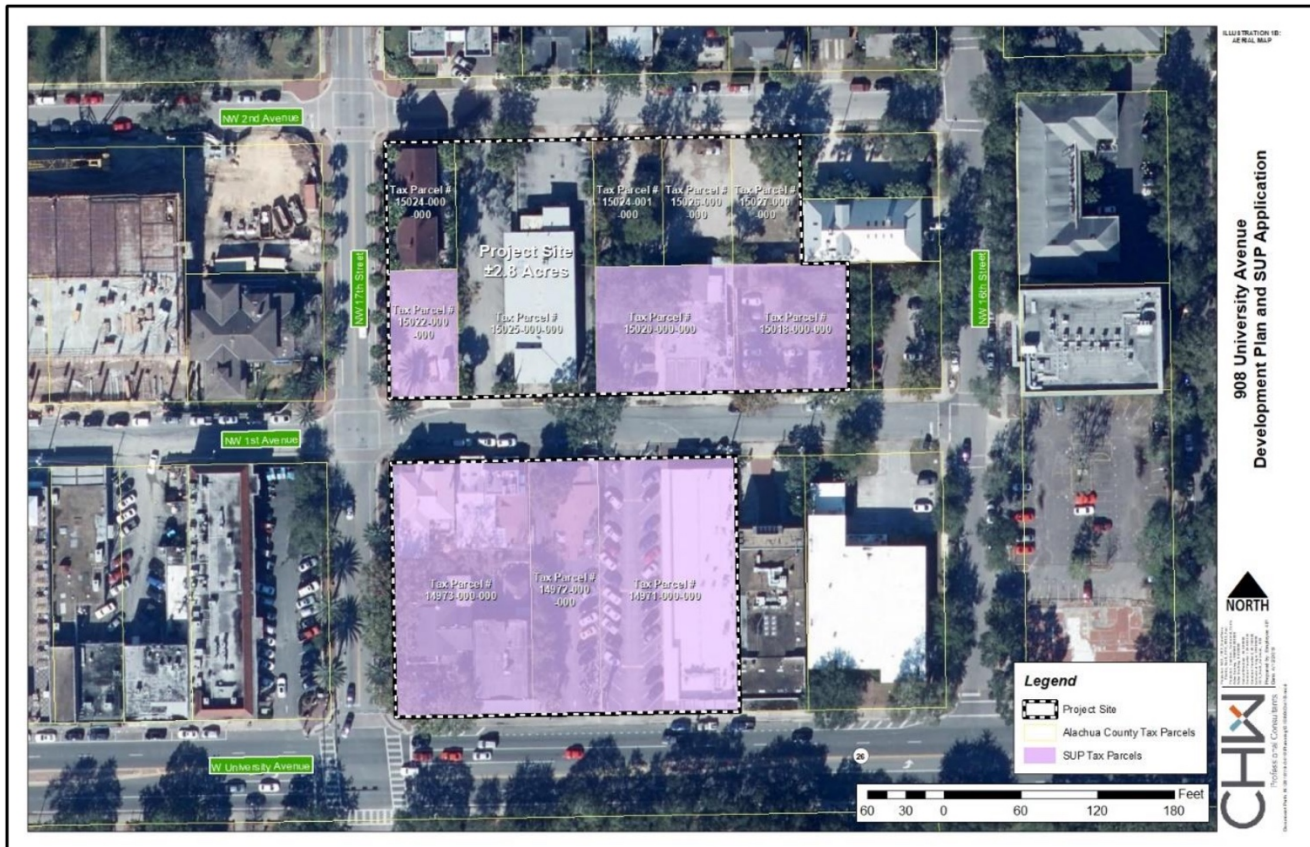 ILLUSTRATION 1B:
AERIAL MAP
908 University Avenue
Development Plan and SUP Application
NW 2nd Avenue
NW 17th Street
NW 16th Street
Tax Parcel #
15024-000
-000
Tax Parcel #
15024-001
-000
Tax Parcel #
15026-000
-000
Tax Parcel #
15027-000
-000
Project Site
±2.8 Acres
Tax Parcel #
15022-000
-000
Tax Parcel #
15025-000-000
Tax Parcel #
15020-000-000
Tax Parcel #
15018-000-000
NW 1st Avenue
Tax Parcel #
14973-000-000
Tax Parcel #
14977-000
-000
Tax Parcel #
14971-000-000
W University Avenue
26
NORTH
Legend
Project Site
Alachua County Tax Parcels
SUP Tax Parcels
Feet
60 30 0 60 120 180
CHW
Professional Consultants